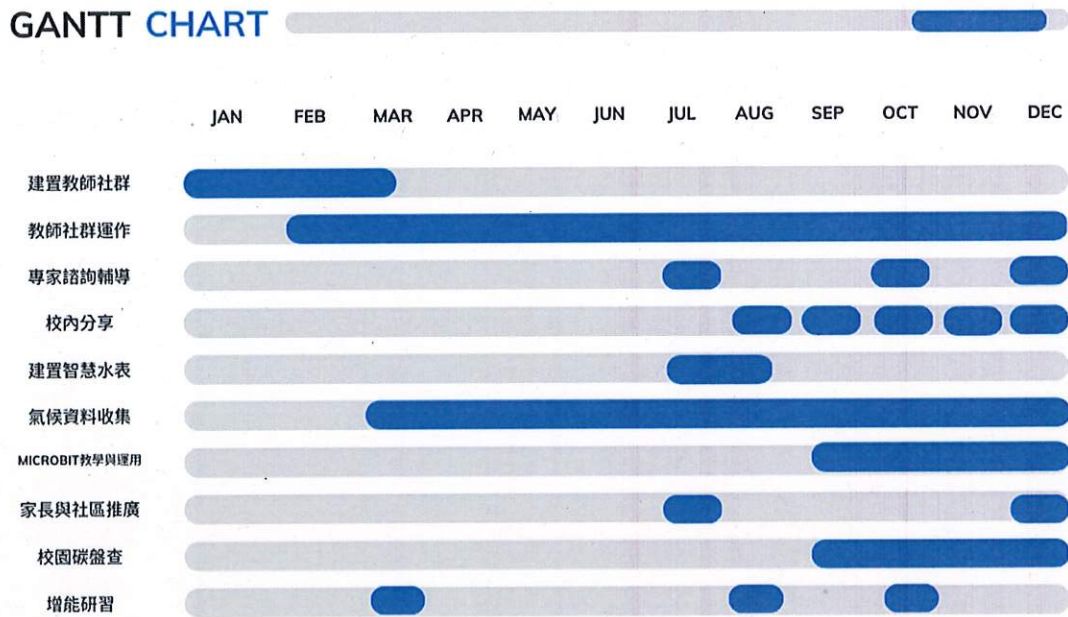 GANTT CHART
JAN FEB MAR APR MAY JUN JUL AUG SEP OCT NOV DEC
建置教師社群
教師社群運作
專家諮詢輔導
校內分享
建置智慧水表
氣候資料收集
MICROBIT教學與運用
家長與社區推廣
校園碳盤查
增能研習